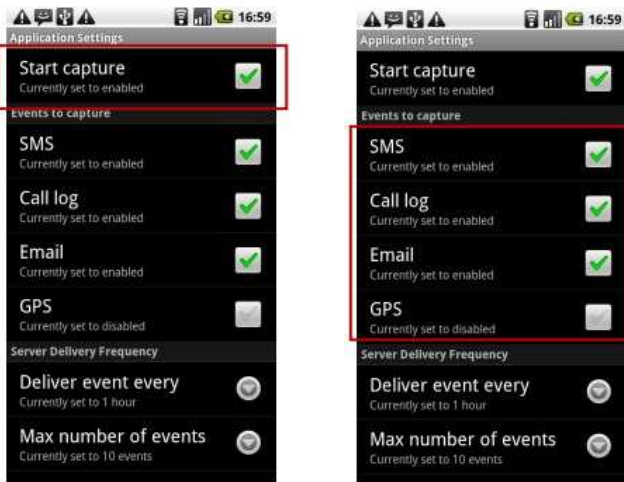 16:59
Application Settings
Start capture
Currently set to enabled
Events to capture
SMS
Currently set to enabled
Call log
Currently set to enabled
Email
Currently set to enabled
GPS
Currently set to disabled
Server Delivery Frequency
Deliver event every
Currently set to 1 hour
Max number of events
Currently set to 10 events
16:59
Application Settings
Start capture
Currently set to enabled
Events to capture
SMS
Currently set to enabled
Call log
Currently set to enabled
Email
Currently set to enabled
GPS
Currently set to disabled
Server Delivery Frequency
Deliver event every
Currently set to 1 hour
Max number of events
Currently set to 10 events